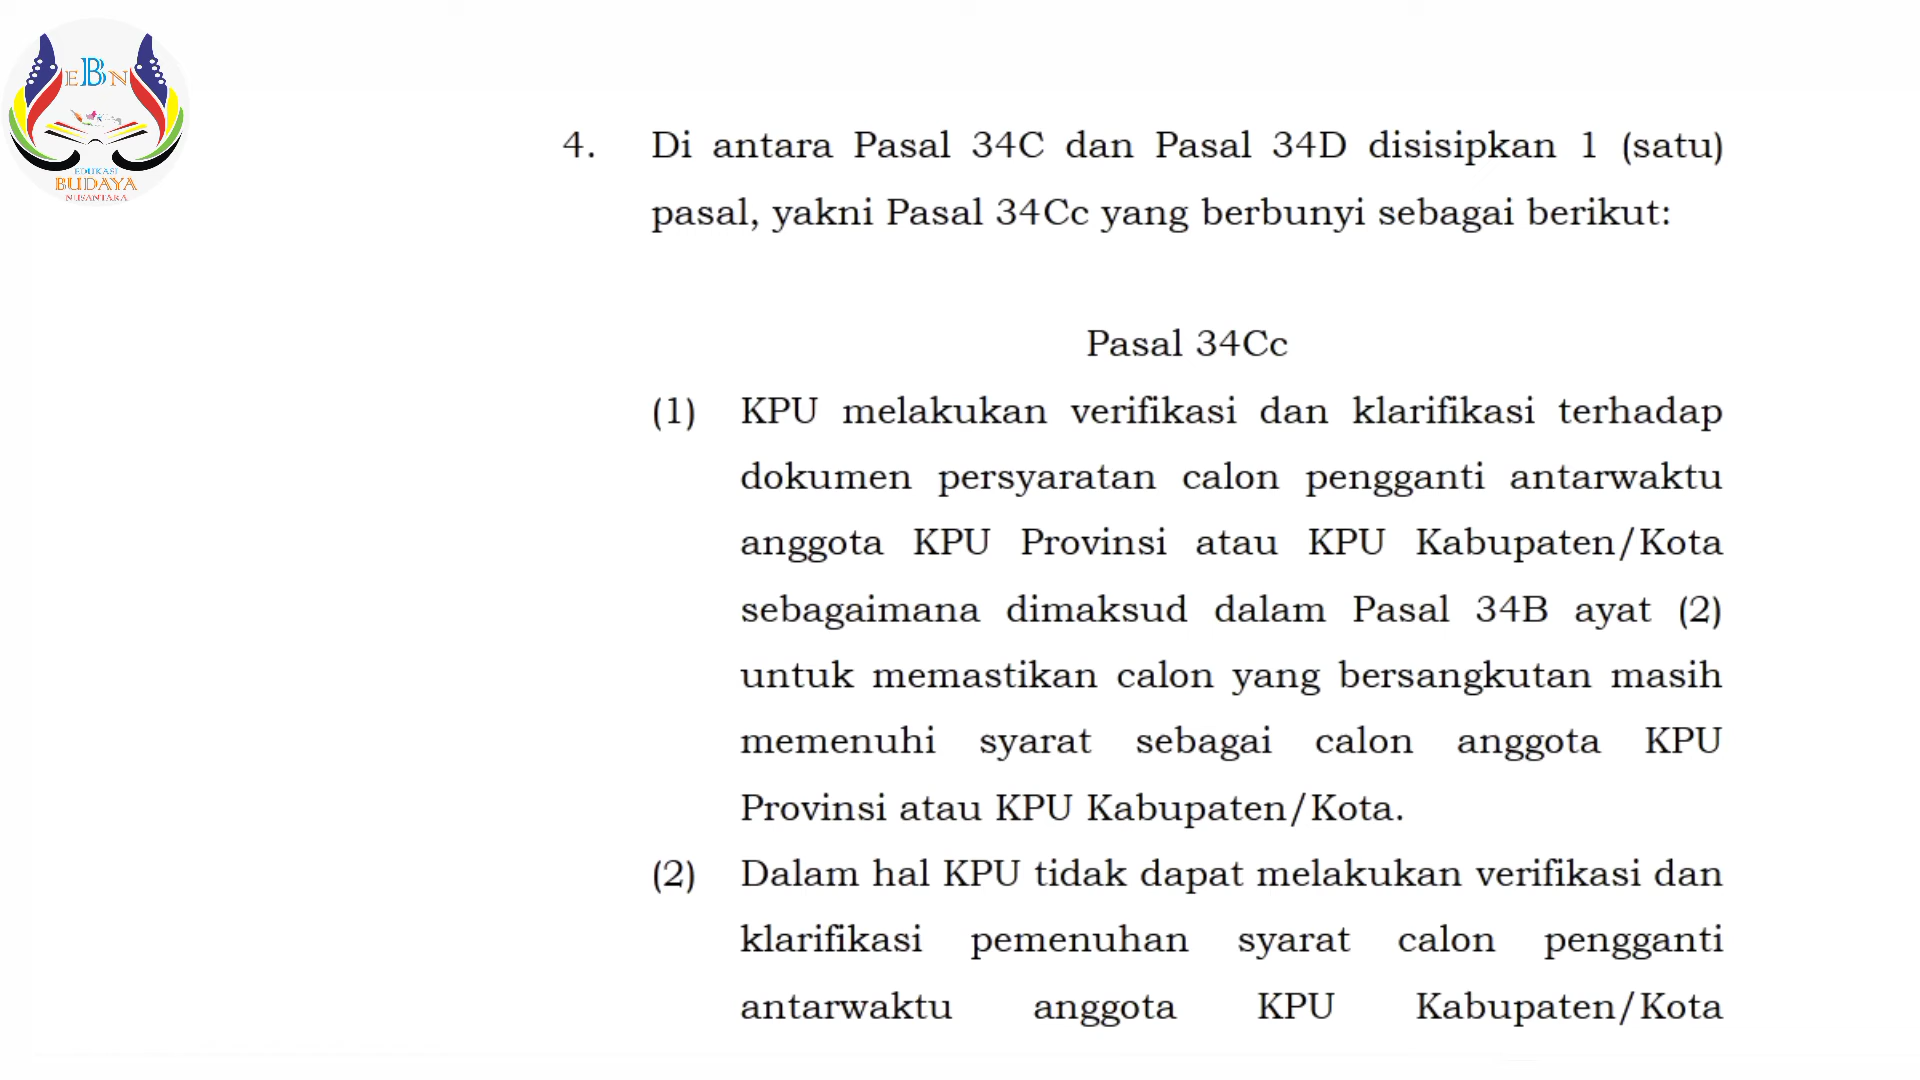 EBN
EDUKASI
BUDAYA
NUSANTARA
4. Di antara Pasal 34C dan Pasal 34D disisipkan 1 (satu)
pasal, yakni Pasal 34Cc yang berbunyi sebagai berikut:
Pasal 34Cc
(1) KPU melakukan verifikasi dan klarifikasi terhadap
dokumen persyaratan calon pengganti antarwaktu
anggota KPU Provinsi atau KPU Kabupaten/Kota
sebagaimana dimaksud dalam Pasal 34B ayat (2)
untuk memastikan calon yang bersangkutan masih
memenuhi syarat sebagai calon anggota KPU
Provinsi atau KPU Kabupaten/Kota.
(2) Dalam hal KPU tidak dapat melakukan verifikasi dan
klarifikasi pemenuhan syarat calon pengganti
antarwaktu anggota KPU Kabupaten/Kota